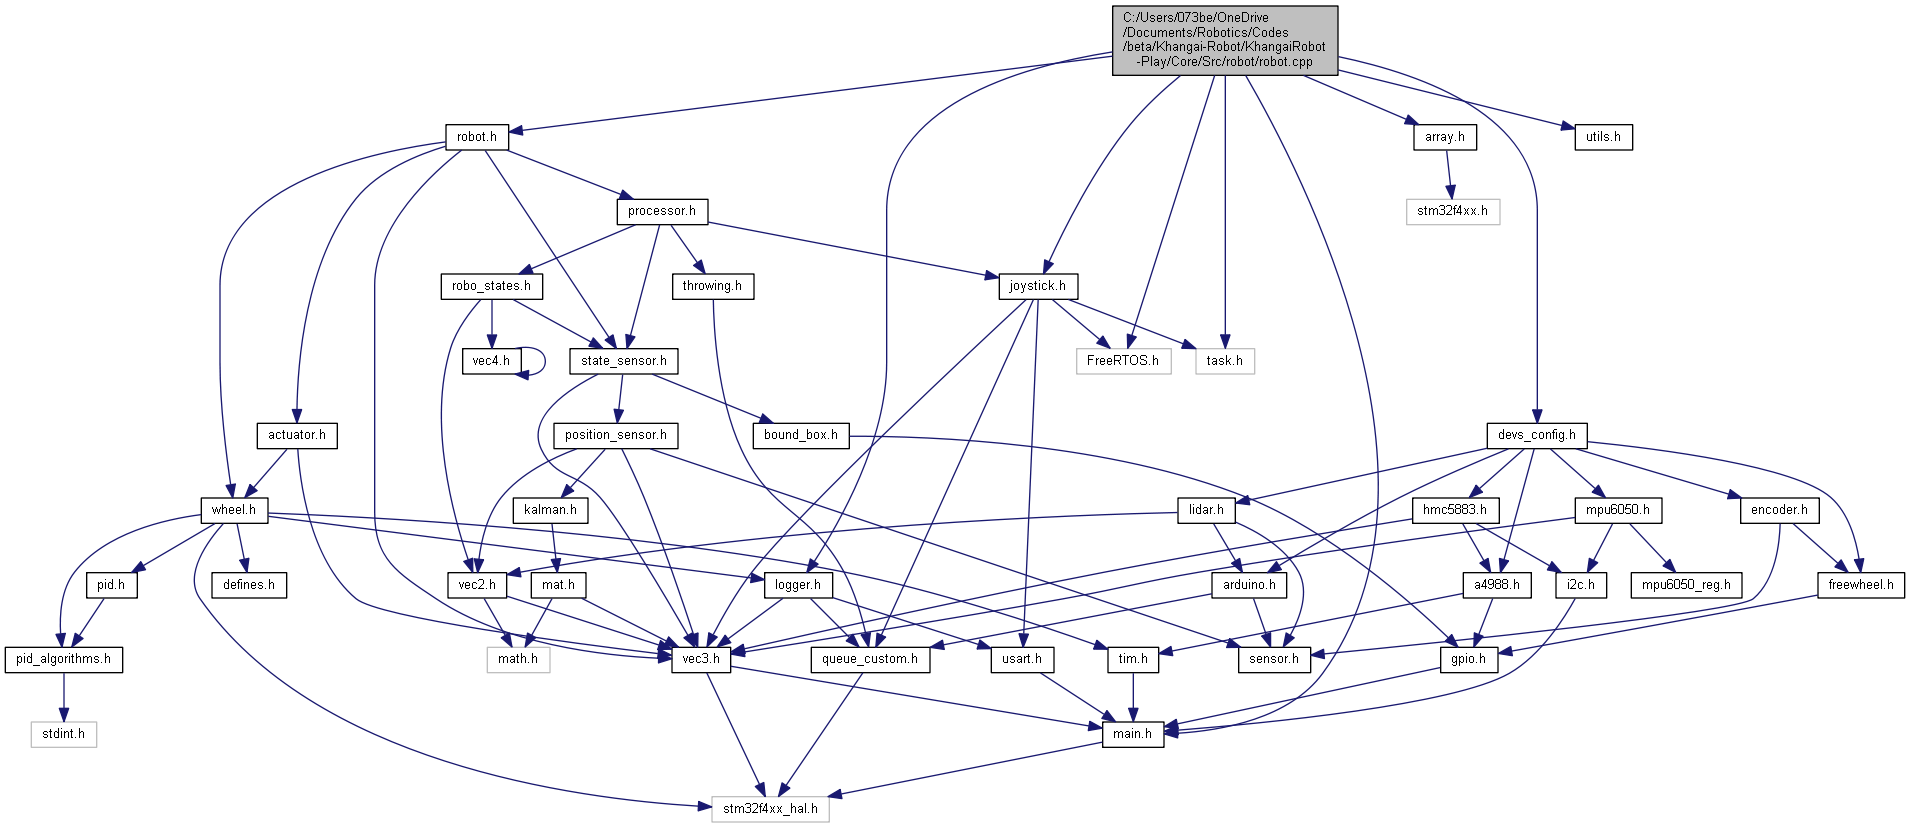 C:/Users/073be/OneDrive
/Documents/Robotics/Codes
/beta/Khangai-Robot/KhangaiRobot
-Play/Core/Src/robot/robot.cpp
robot.h
array.h
utils.h
processor.h
stm32f4xx.h
robo_states.h
throwing.h
joystick.h
vec4.h
state_sensor.h
FreeRTOS.h
task.h
actuator.h
position_sensor.h
bound_box.h
devs_config.h
wheel.h
kalman.h
lidar.h
hmc5883.h
mpu6050.h
encoder.h
pid.h
defines.h
vec2.h
mat.h
logger.h
arduino.h
a4988.h
i2c.h
mpu6050_reg.h
freewheel.h
pid_algorithms.h
math.h
vec3.h
queue_custom.h
usart.h
tim.h
sensor.h
gpio.h
stdint.h
main.h
stm32f4xx_hal.h